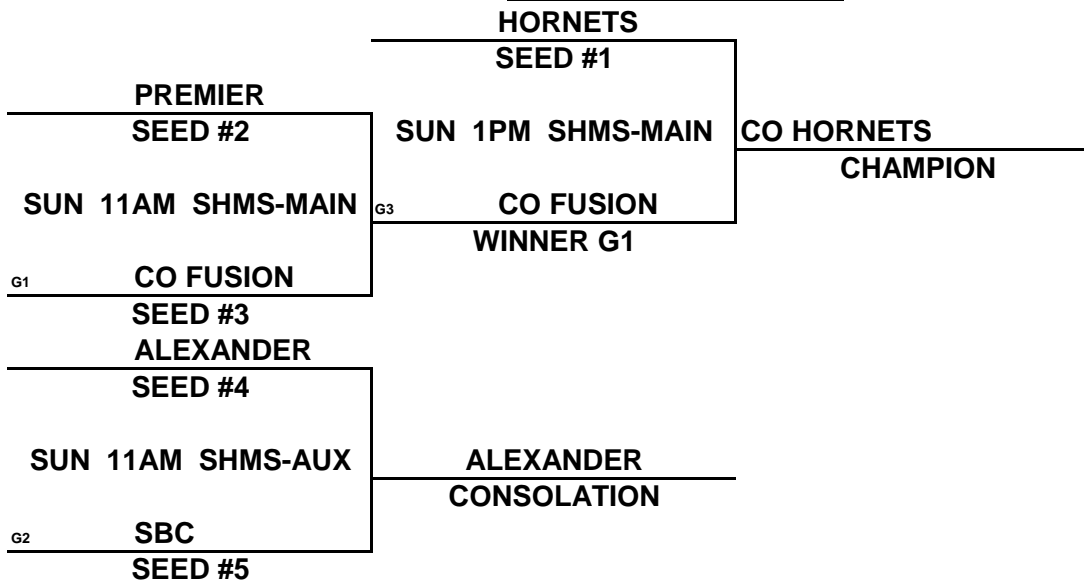 HORNETS
SEED #1
PREMIER
SEED #2
SUN 1PM SHMS-MAIN
CO HORNETS
CHAMPION
SUN 11AM SHMS-MAIN
G3 CO FUSION
WINNER G1
G1 CO FUSION
SEED #3
ALEXANDER
SEED #4
SUN 11AM SHMS-AUX
ALEXANDER
CONSOLATION
G2 SBC
SEED #5